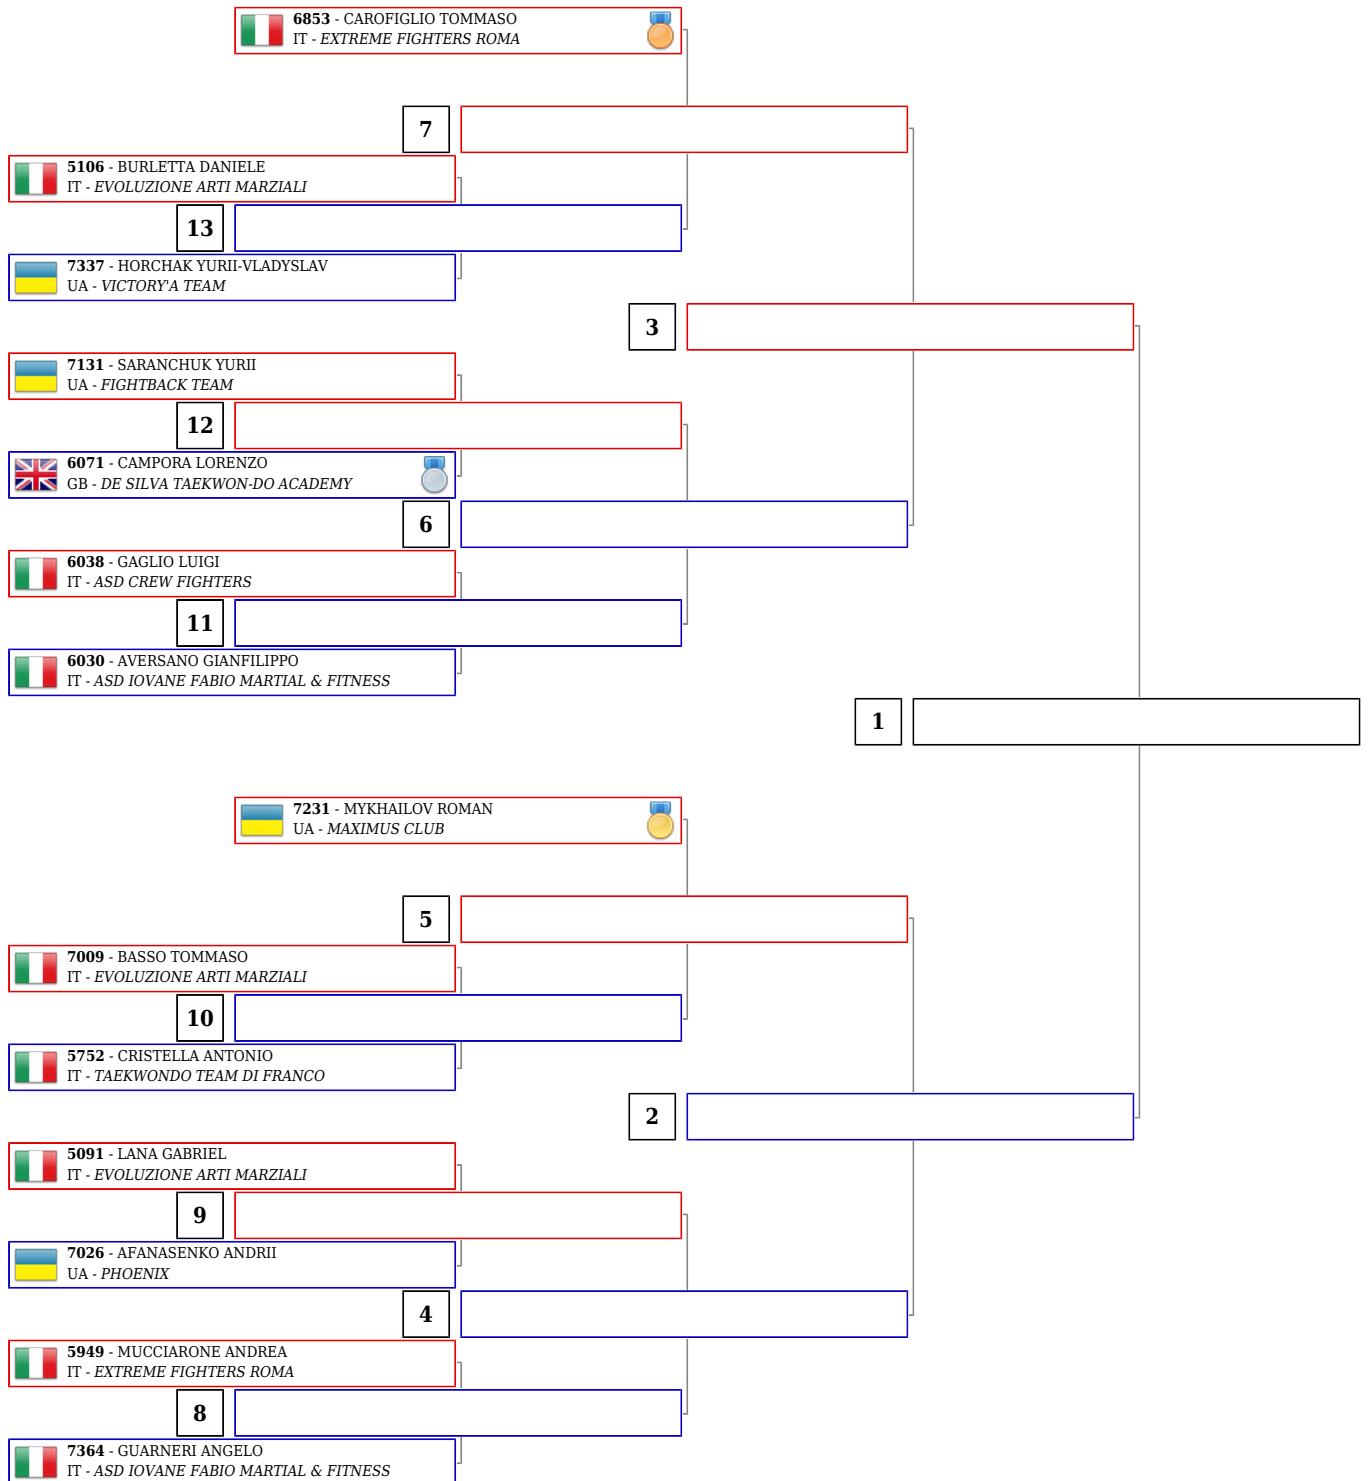 6853 - CAROFIGLIO TOMMASO
IT - EXTREME FIGHTERS ROMA
7
5106 - BURLETTA DANIELE
IT - EVOLUZIONE ARTI MARZIALI
13
7337 - HORCHAK YURII-VLADYSLAV
UA - VICTORY'A TEAM
3
7131 - SARANCHUK YURII
UA - FIGHTBACK TEAM
12
6071 - CAMPORA LORENZO
GB - DE SILVA TAEKWON-DO ACADEMY
6
6038 - GAGLIO LUIGI
IT - ASD CREW FIGHTERS
11
6030 - AVERSANO GIANFILIPPO
IT - ASD IOVANE FABIO MARTIAL & FITNESS
1
7231 - MYKHAILOV ROMAN
UA - MAXIMUS CLUB
5
7009 - BASSO TOMMASO
IT - EVOLUZIONE ARTI MARZIALI
10
5752 - CRISTELLA ANTONIO
IT - TAEKWONDO TEAM DI FRANCO
2
5091 - LANA GABRIEL
IT - EVOLUZIONE ARTI MARZIALI
9
7026 - AFANASENKO ANDRII
UA - PHOENIX
4
5949 - MUCCIARONE ANDREA
IT - EXTREME FIGHTERS ROMA
8
7364 - GUARNERI ANGELO
IT - ASD IOVANE FABIO MARTIAL & FITNESS